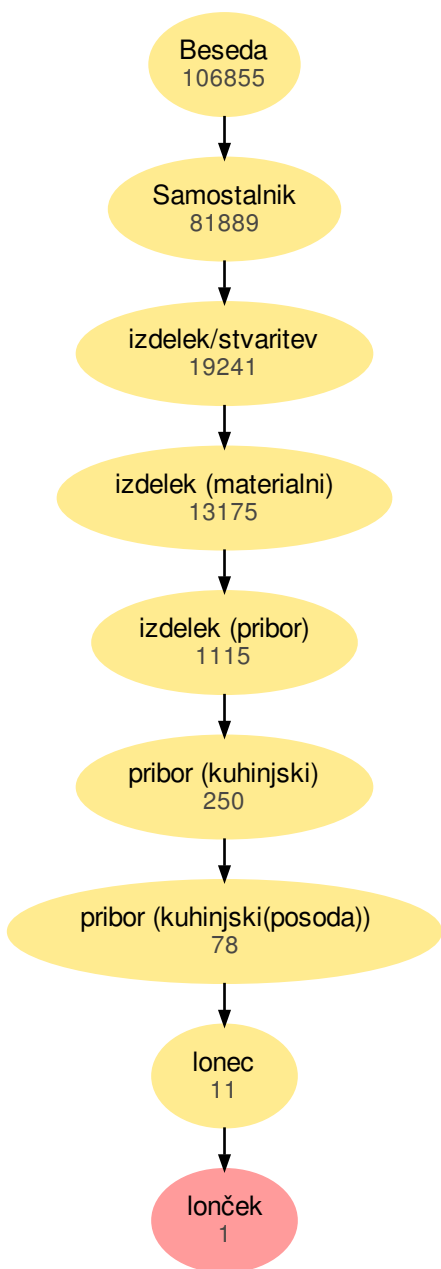 Beseda
106855
Samostalnik
81889
izdelek/stvaritev
19241
izdelek (materialni)
13175
izdelek (pribor)
1115
pribor (kuhinjski)
250
pribor (kuhinjski(posoda))
78
lonec
11
lonček
1